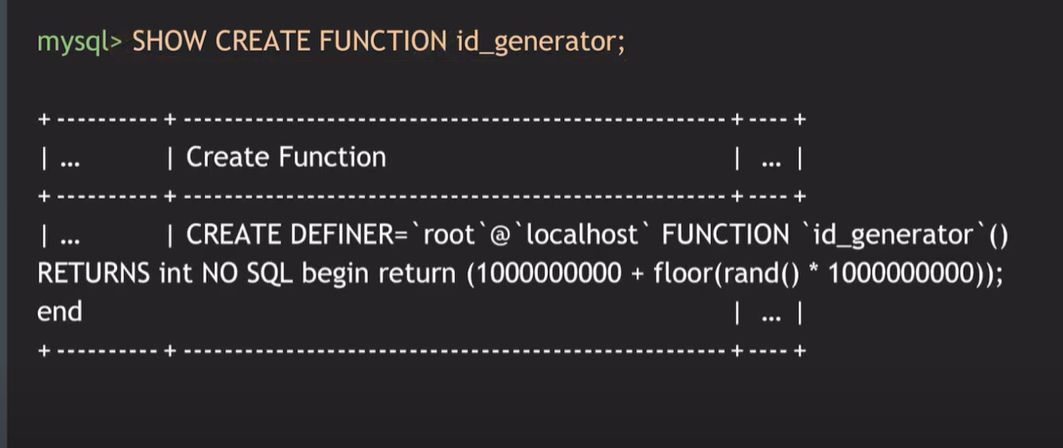 mysql> SHOW CREATE FUNCTION id_generator;
+ ---------- + ----------------------------------------------------- + ---- +
| ... | Create Function | ... |
+ ---------- + ----------------------------------------------------- + ---- +
| ... | CREATE DEFINER=`root`@`localhost` FUNCTION `id_generator`()
RETURNS int NO SQL begin return (1000000000 + floor(rand() * 1000000000));
end | ... |
+ ---------- + ----------------------------------------------------- + ---- +